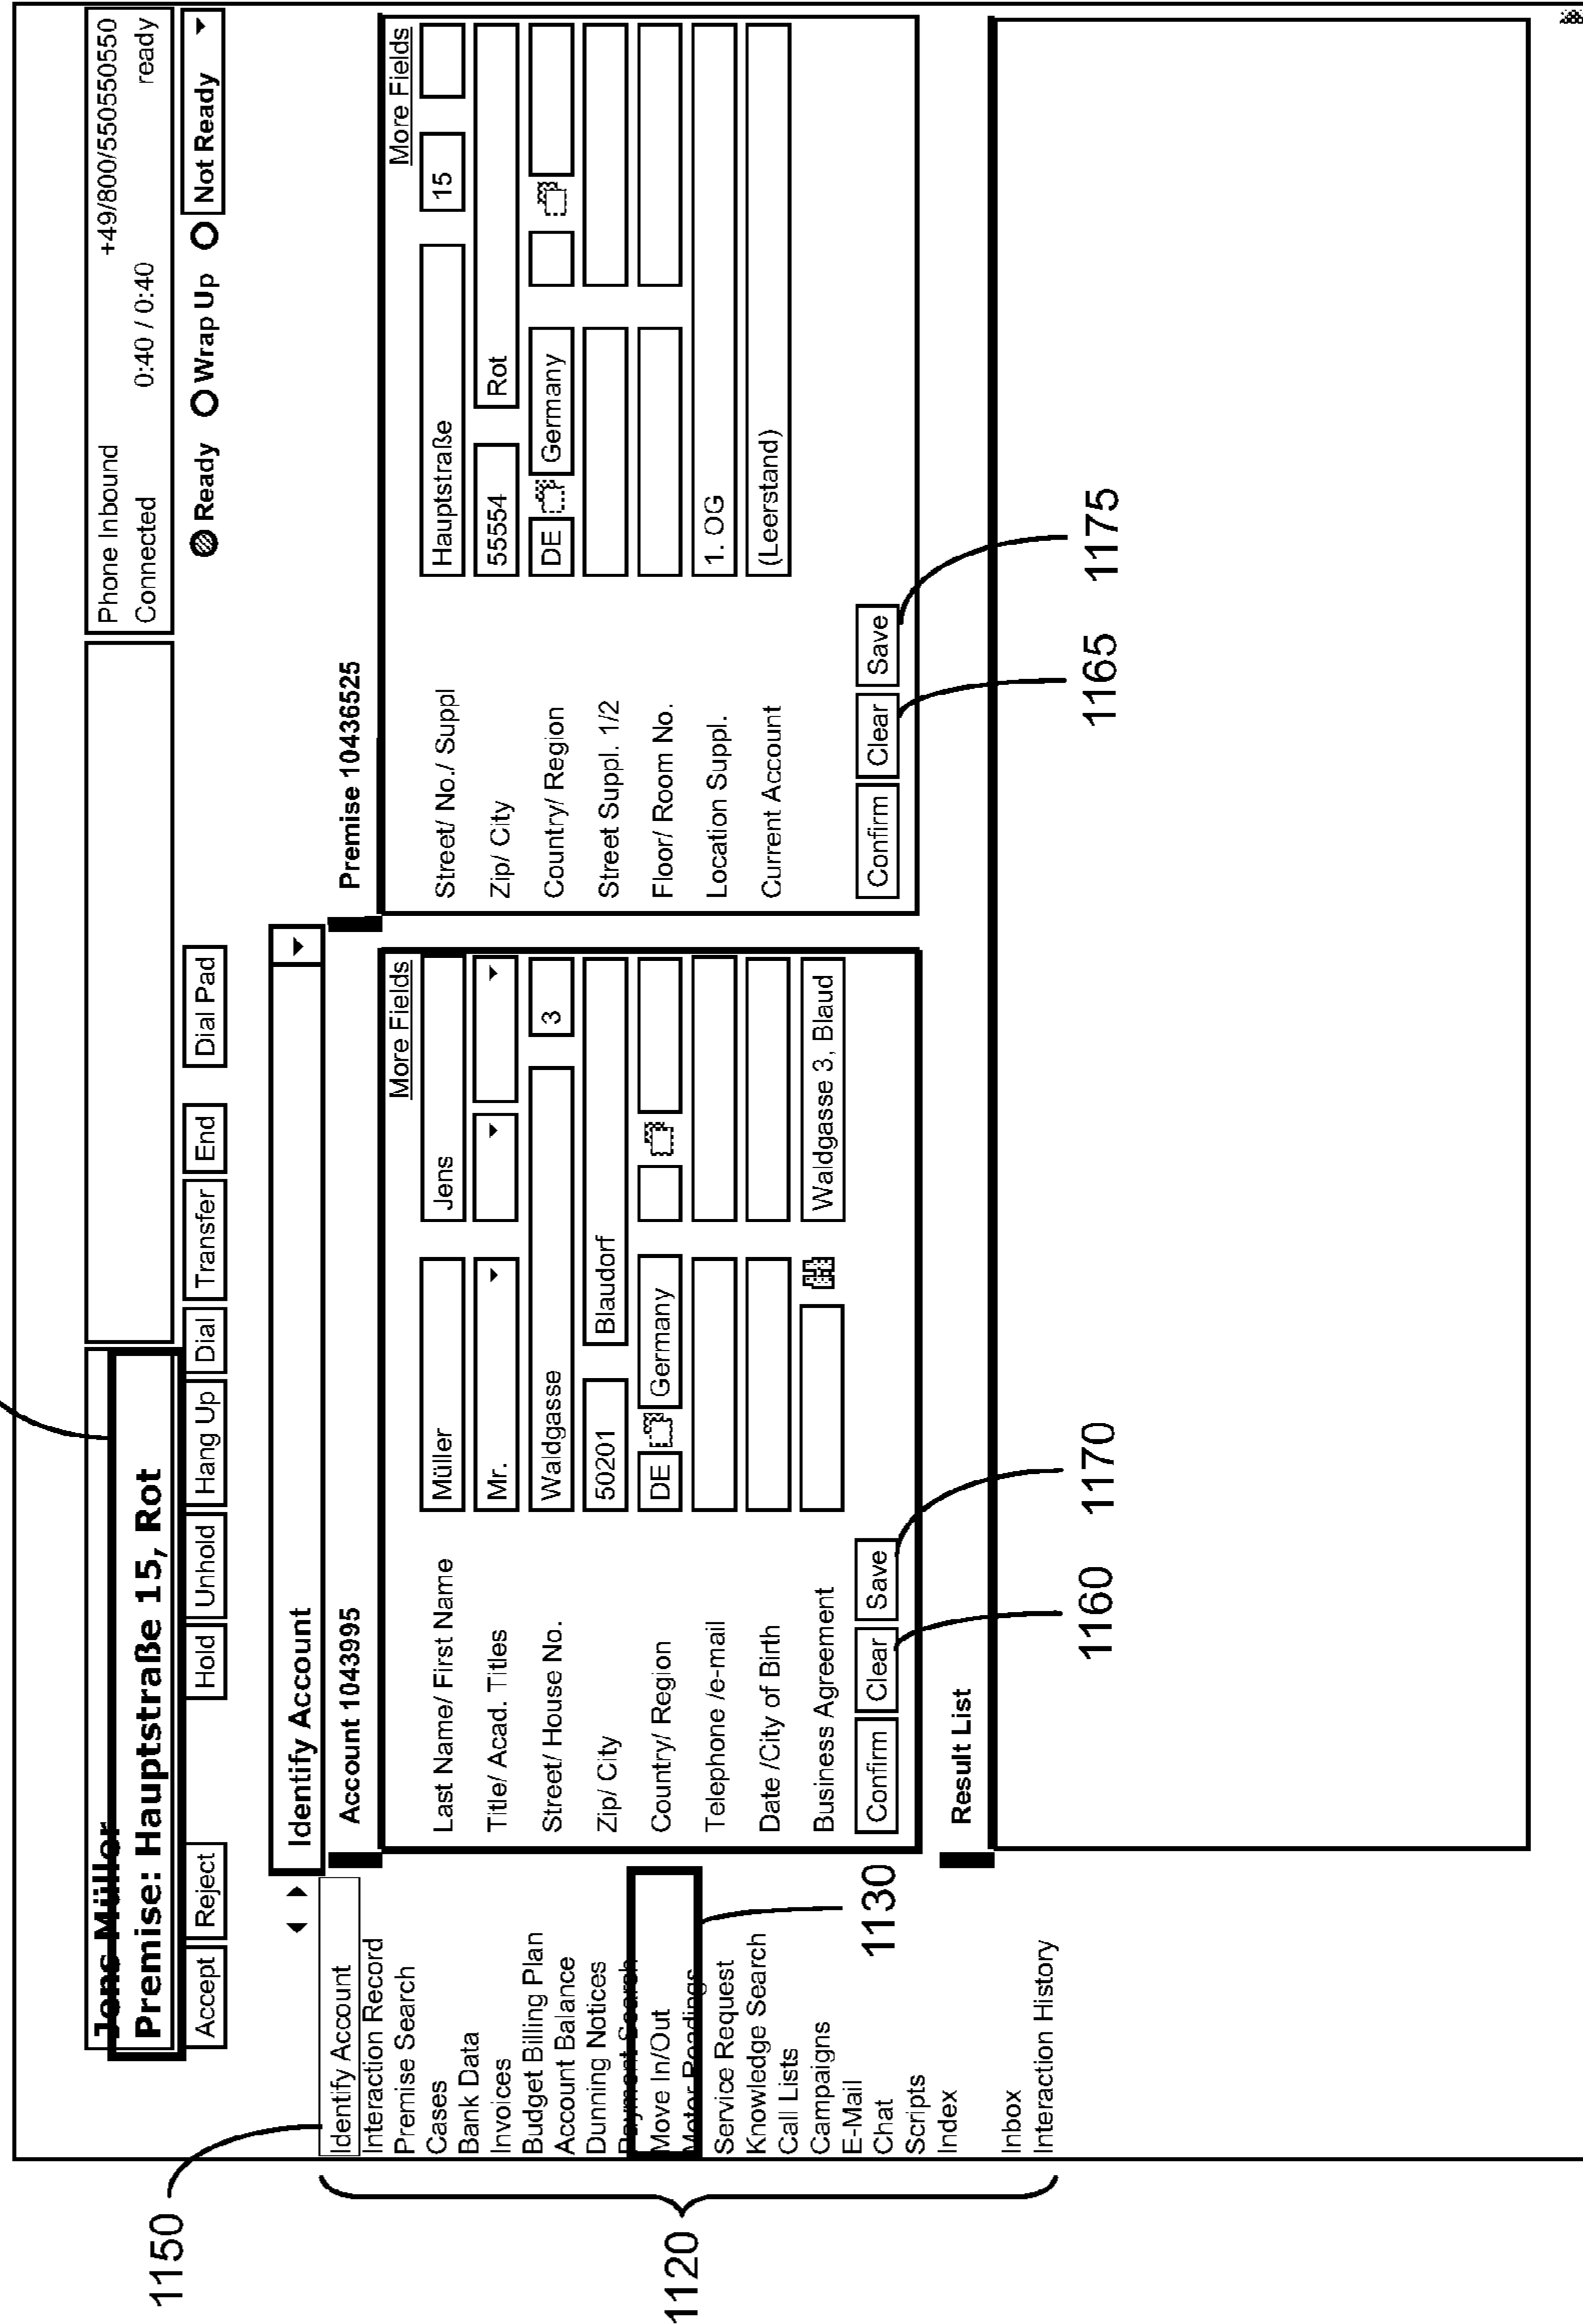 Jens Müller
Premise: Hauptstraße 15, Rot
Phone Inbound +49/800/550550550
Connected 0:40 / 0:40 ready
Accept Reject Hold Unhold Hang Up Dial Transfer End Dial Pad Ready Wrap Up Not Ready
1150
Identify Account
Identify Account
Interaction Record
Premise Search
Cases
Bank Data
Invoices
Budget Billing Plan
Account Balance
Dunning Notices
Payment Search
Move In/Out
Meter Readings
Service Request
Knowledge Search
Call Lists
Campaigns
E-Mail
Chat
Scripts
Index
Inbox
Interaction History
1120
1130
Account 1043995
More Fields
Last Name/ First Name Müller Jens
Title/ Acad. Titles Mr.
Street/ House No. Waldgasse 3
Zip/ City 50201 Blaudorf
Country/ Region DE Germany
Telephone /e-mail
Date /City of Birth
Business Agreement Waldgasse 3, Blaud
Confirm Clear Save
1160 1170
Premise 10436525
More Fields
Street/ No./ Suppl Hauptstraße 15
Zip/ City 55554 Rot
Country/ Region DE Germany
Street Suppl. 1/2
Floor/ Room No.
Location Suppl. 1. OG
Current Account (Leerstand)
Confirm Clear Save
1165 1175
Result List